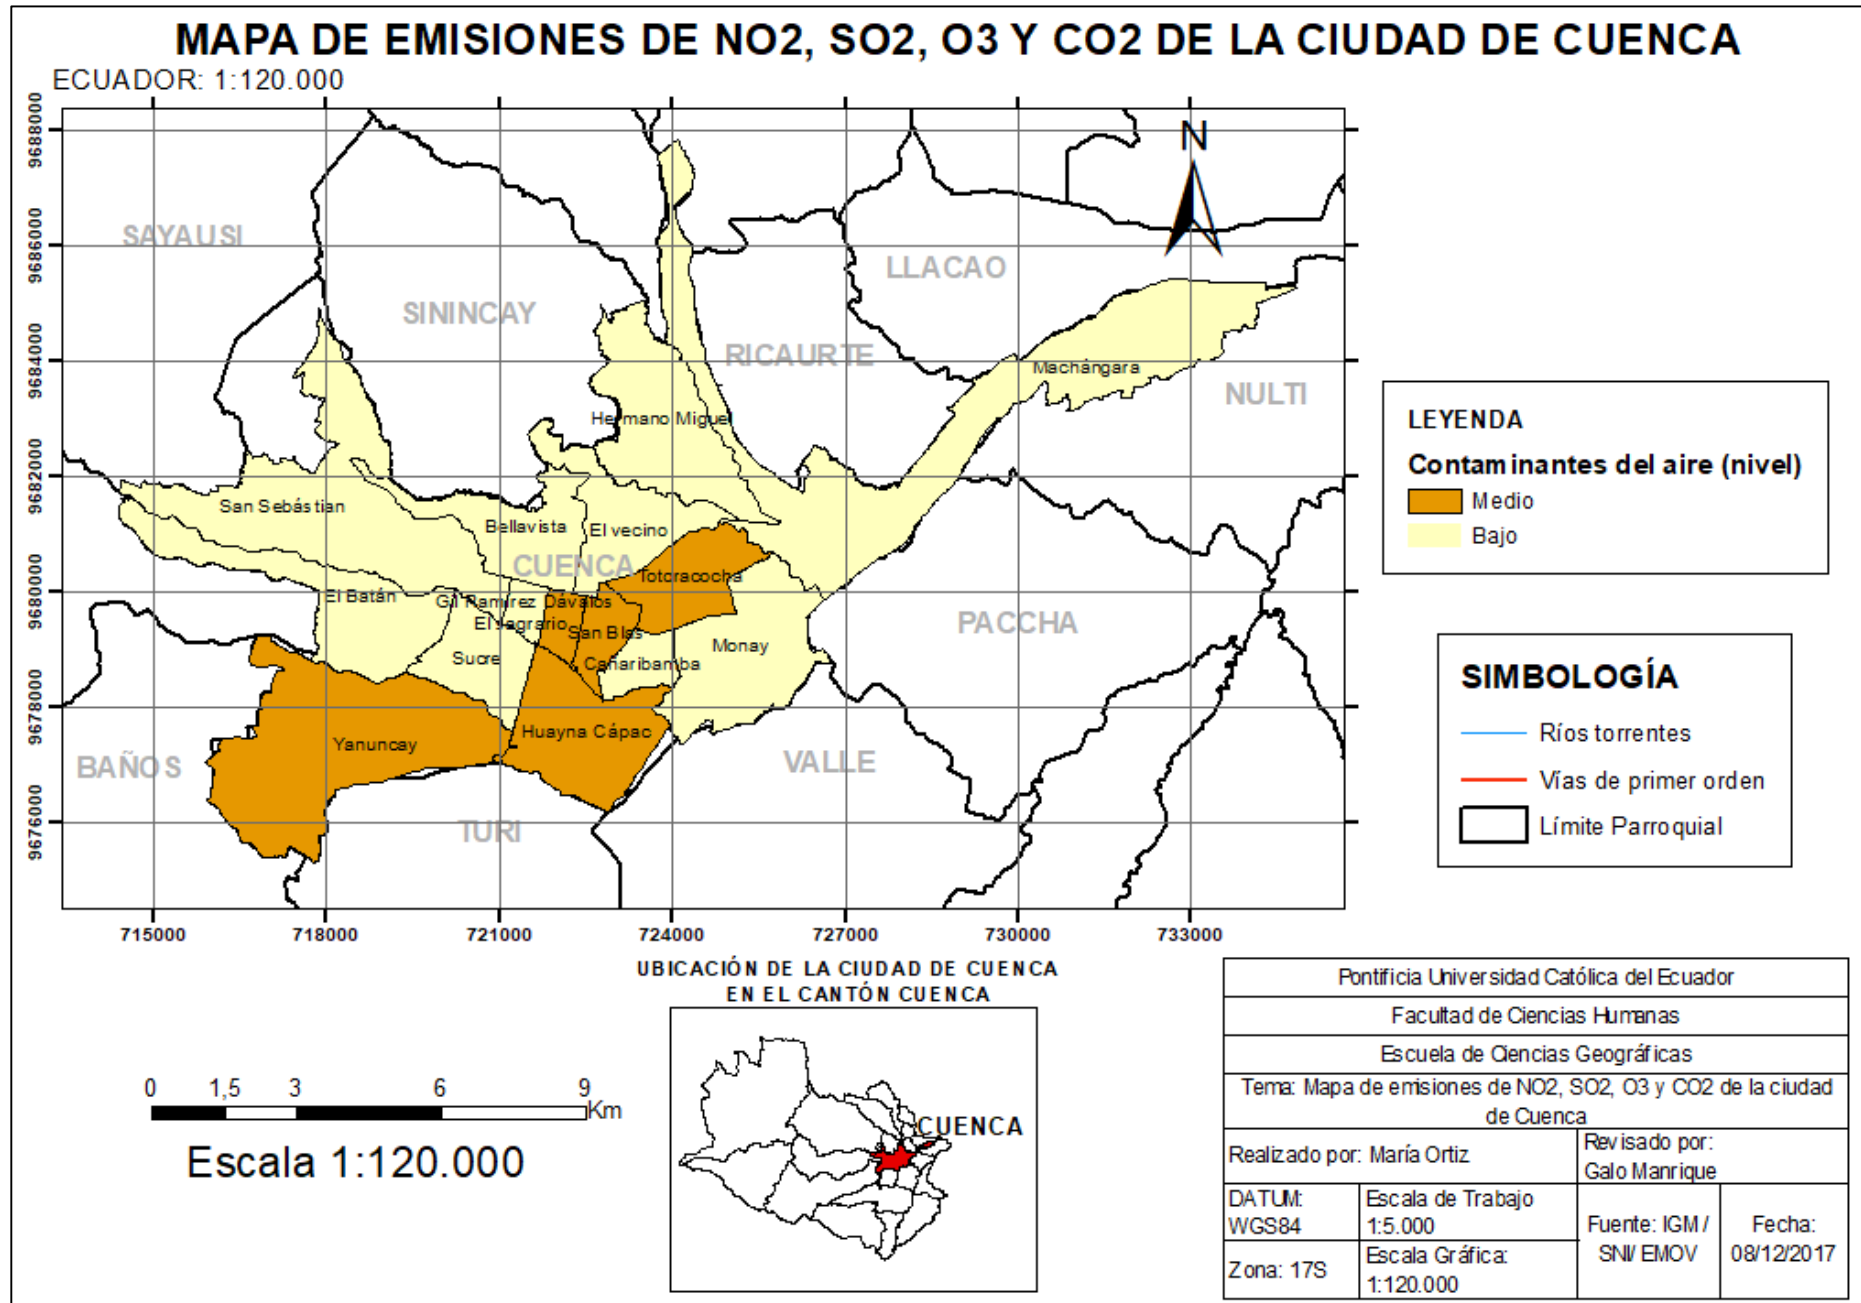 MAPA DE EMISIONES DE NO2, SO2, O3 Y CO2 DE LA CIUDAD DE CUENCA
ECUADOR: 1:120.000
9688000
9686000
9684000
9682000
9680000
9678000
9676000
N
SAYAUSI
SININCAY
LLACAO
RICAURTE
Machángara
NULTI
Hermano Miguel
San Sebástian
Bellavista
El vecino
CUENCA
Totoracocha
El Batán
Gil Ramírez Dávalos
El sagrario
San Blas
Sucre
Cañaribamba
Monay
PACCHA
Yanuncay
Huayna Cápac
BAÑOS
VALLE
TURI
715000
718000
721000
724000
727000
730000
733000
LEYENDA
Contaminantes del aire (nivel)
Medio
Bajo
SIMBOLOGÍA
Ríos torrentes
Vías de primer orden
Límite Parroquial
UBICACIÓN DE LA CIUDAD DE CUENCA
EN EL CANTÓN CUENCA
CUENCA
0 1,5 3 6 9
Km
Escala 1:120.000
Pontificia Universidad Católica del Ecuador
Facultad de Ciencias Humanas
Escuela de Ciencias Geográficas
Tema: Mapa de emisiones de NO2, SO2, O3 y CO2 de la ciudad
de Cuenca
Realizado por: María Ortiz
Revisado por:
Galo Manrique
DATUM:
WGS84
Escala de Trabajo
1:5.000
Fuente: IGM /
SNI/ EMOV
Fecha:
08/12/2017
Zona: 17S
Escala Gráfica:
1:120.000